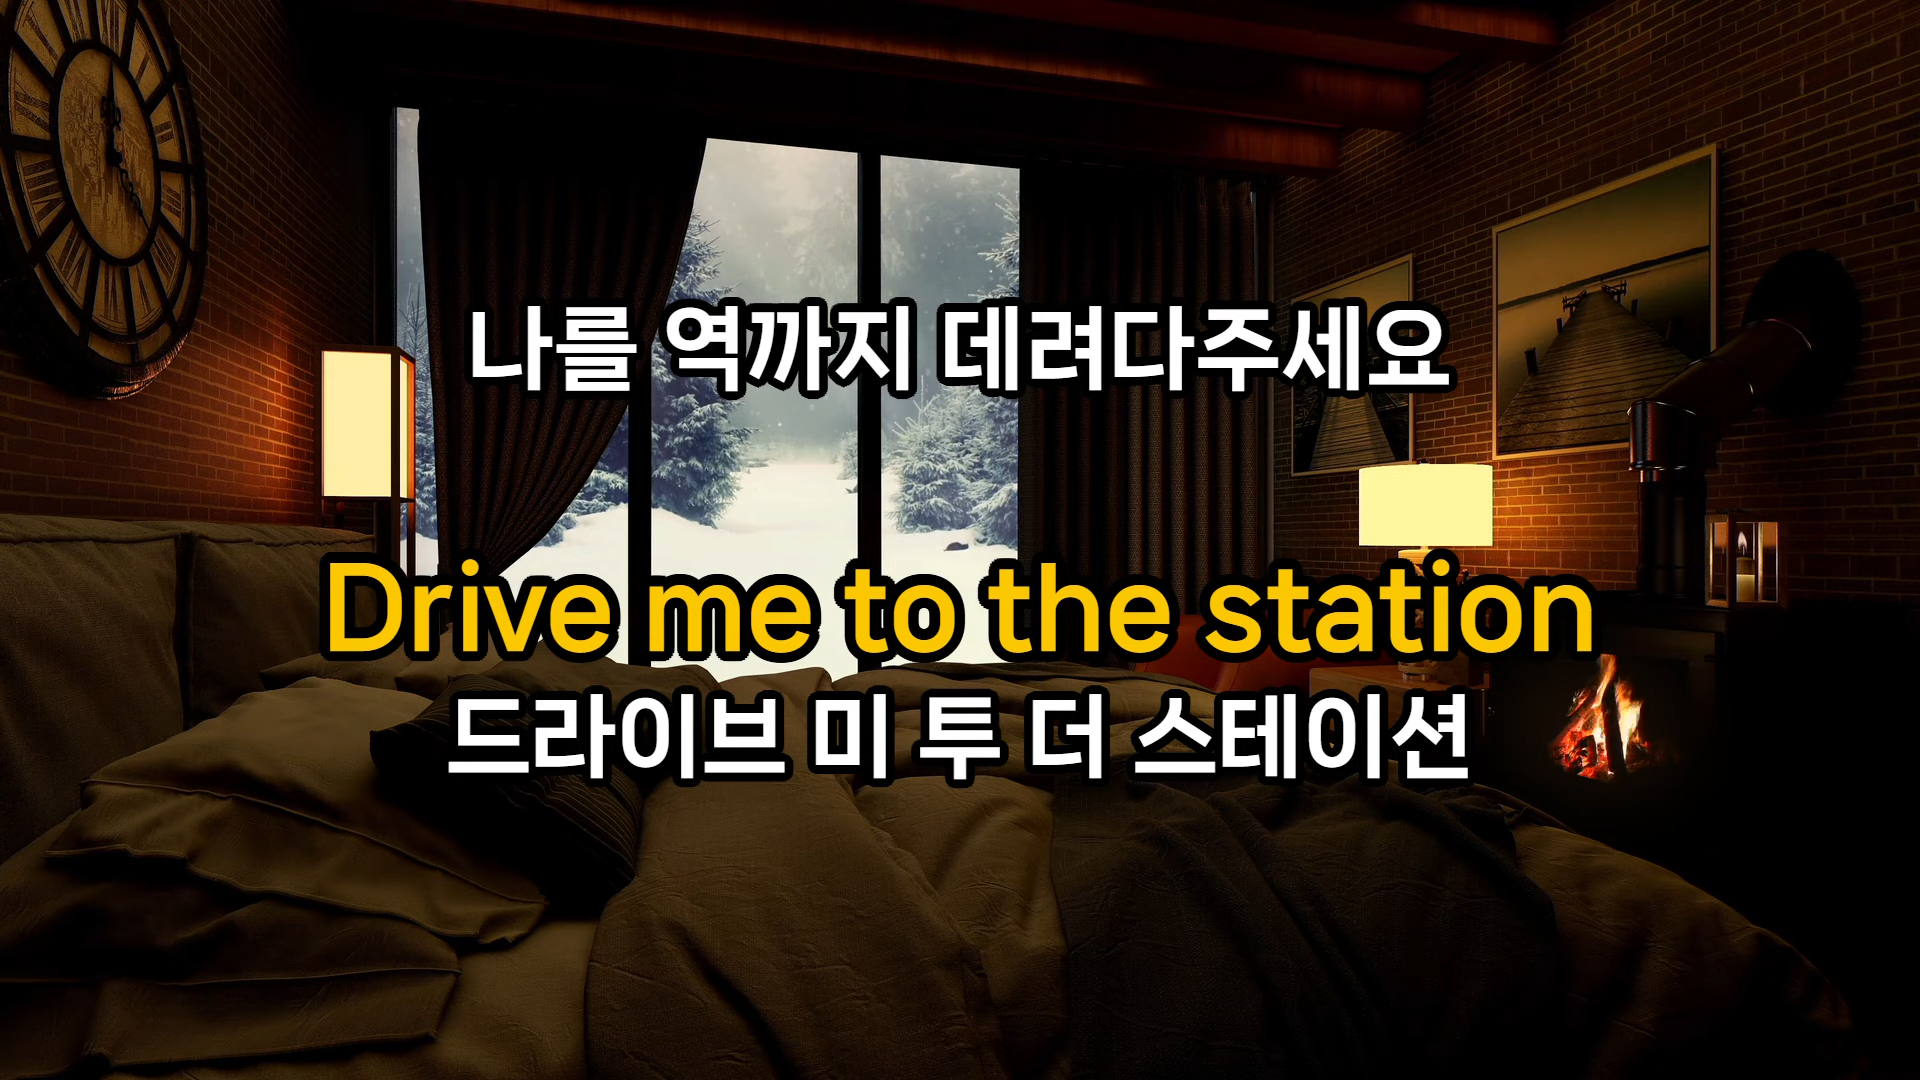 나를 역까지 데려다주세요
Drive me to the station
드라이브 미 투 더 스테이션